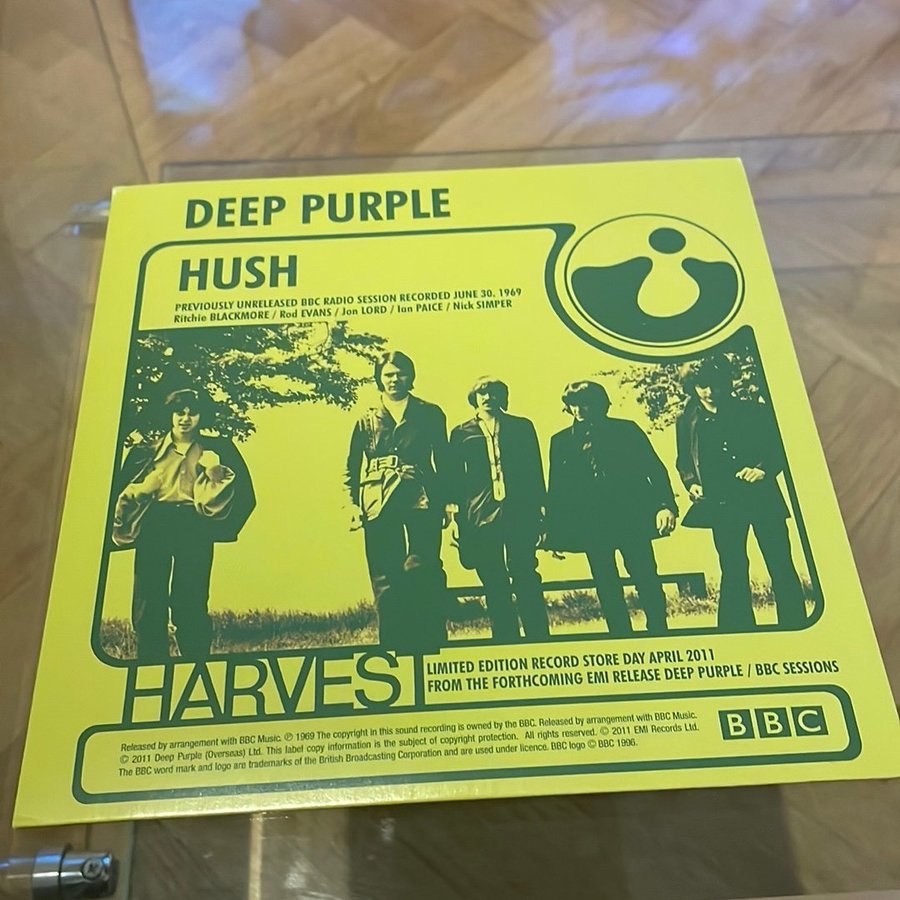 DEEP PURPLE
HUSH
PREVIOUSLY UNRELEASED BBC RADIO SESSION RECORDED JUNE 30. 1969
Ritchie BLACKMORE / Rod EVANS / Jon LORD / Ian PAICE / Nick SIMPER
HARVEST
LIMITED EDITION RECORD STORE DAY APRIL 2011
FROM THE FORTHCOMING EMI RELEASE DEEP PURPLE / BBC SESSIONS
Released by arrangement with BBC Music. ℗ 1969 The copyright in this sound recording is owned by the BBC. Released by arrangement with BBC Music.
© 2011 Deep Purple (Overseas) Ltd. This label copy information is the subject of copyright protection. All rights reserved. © 2011 EMI Records Ltd.
The BBC word mark and logo are trademarks of the British Broadcasting Corporation and are used under licence. BBC logo © BBC 1996.
BBC